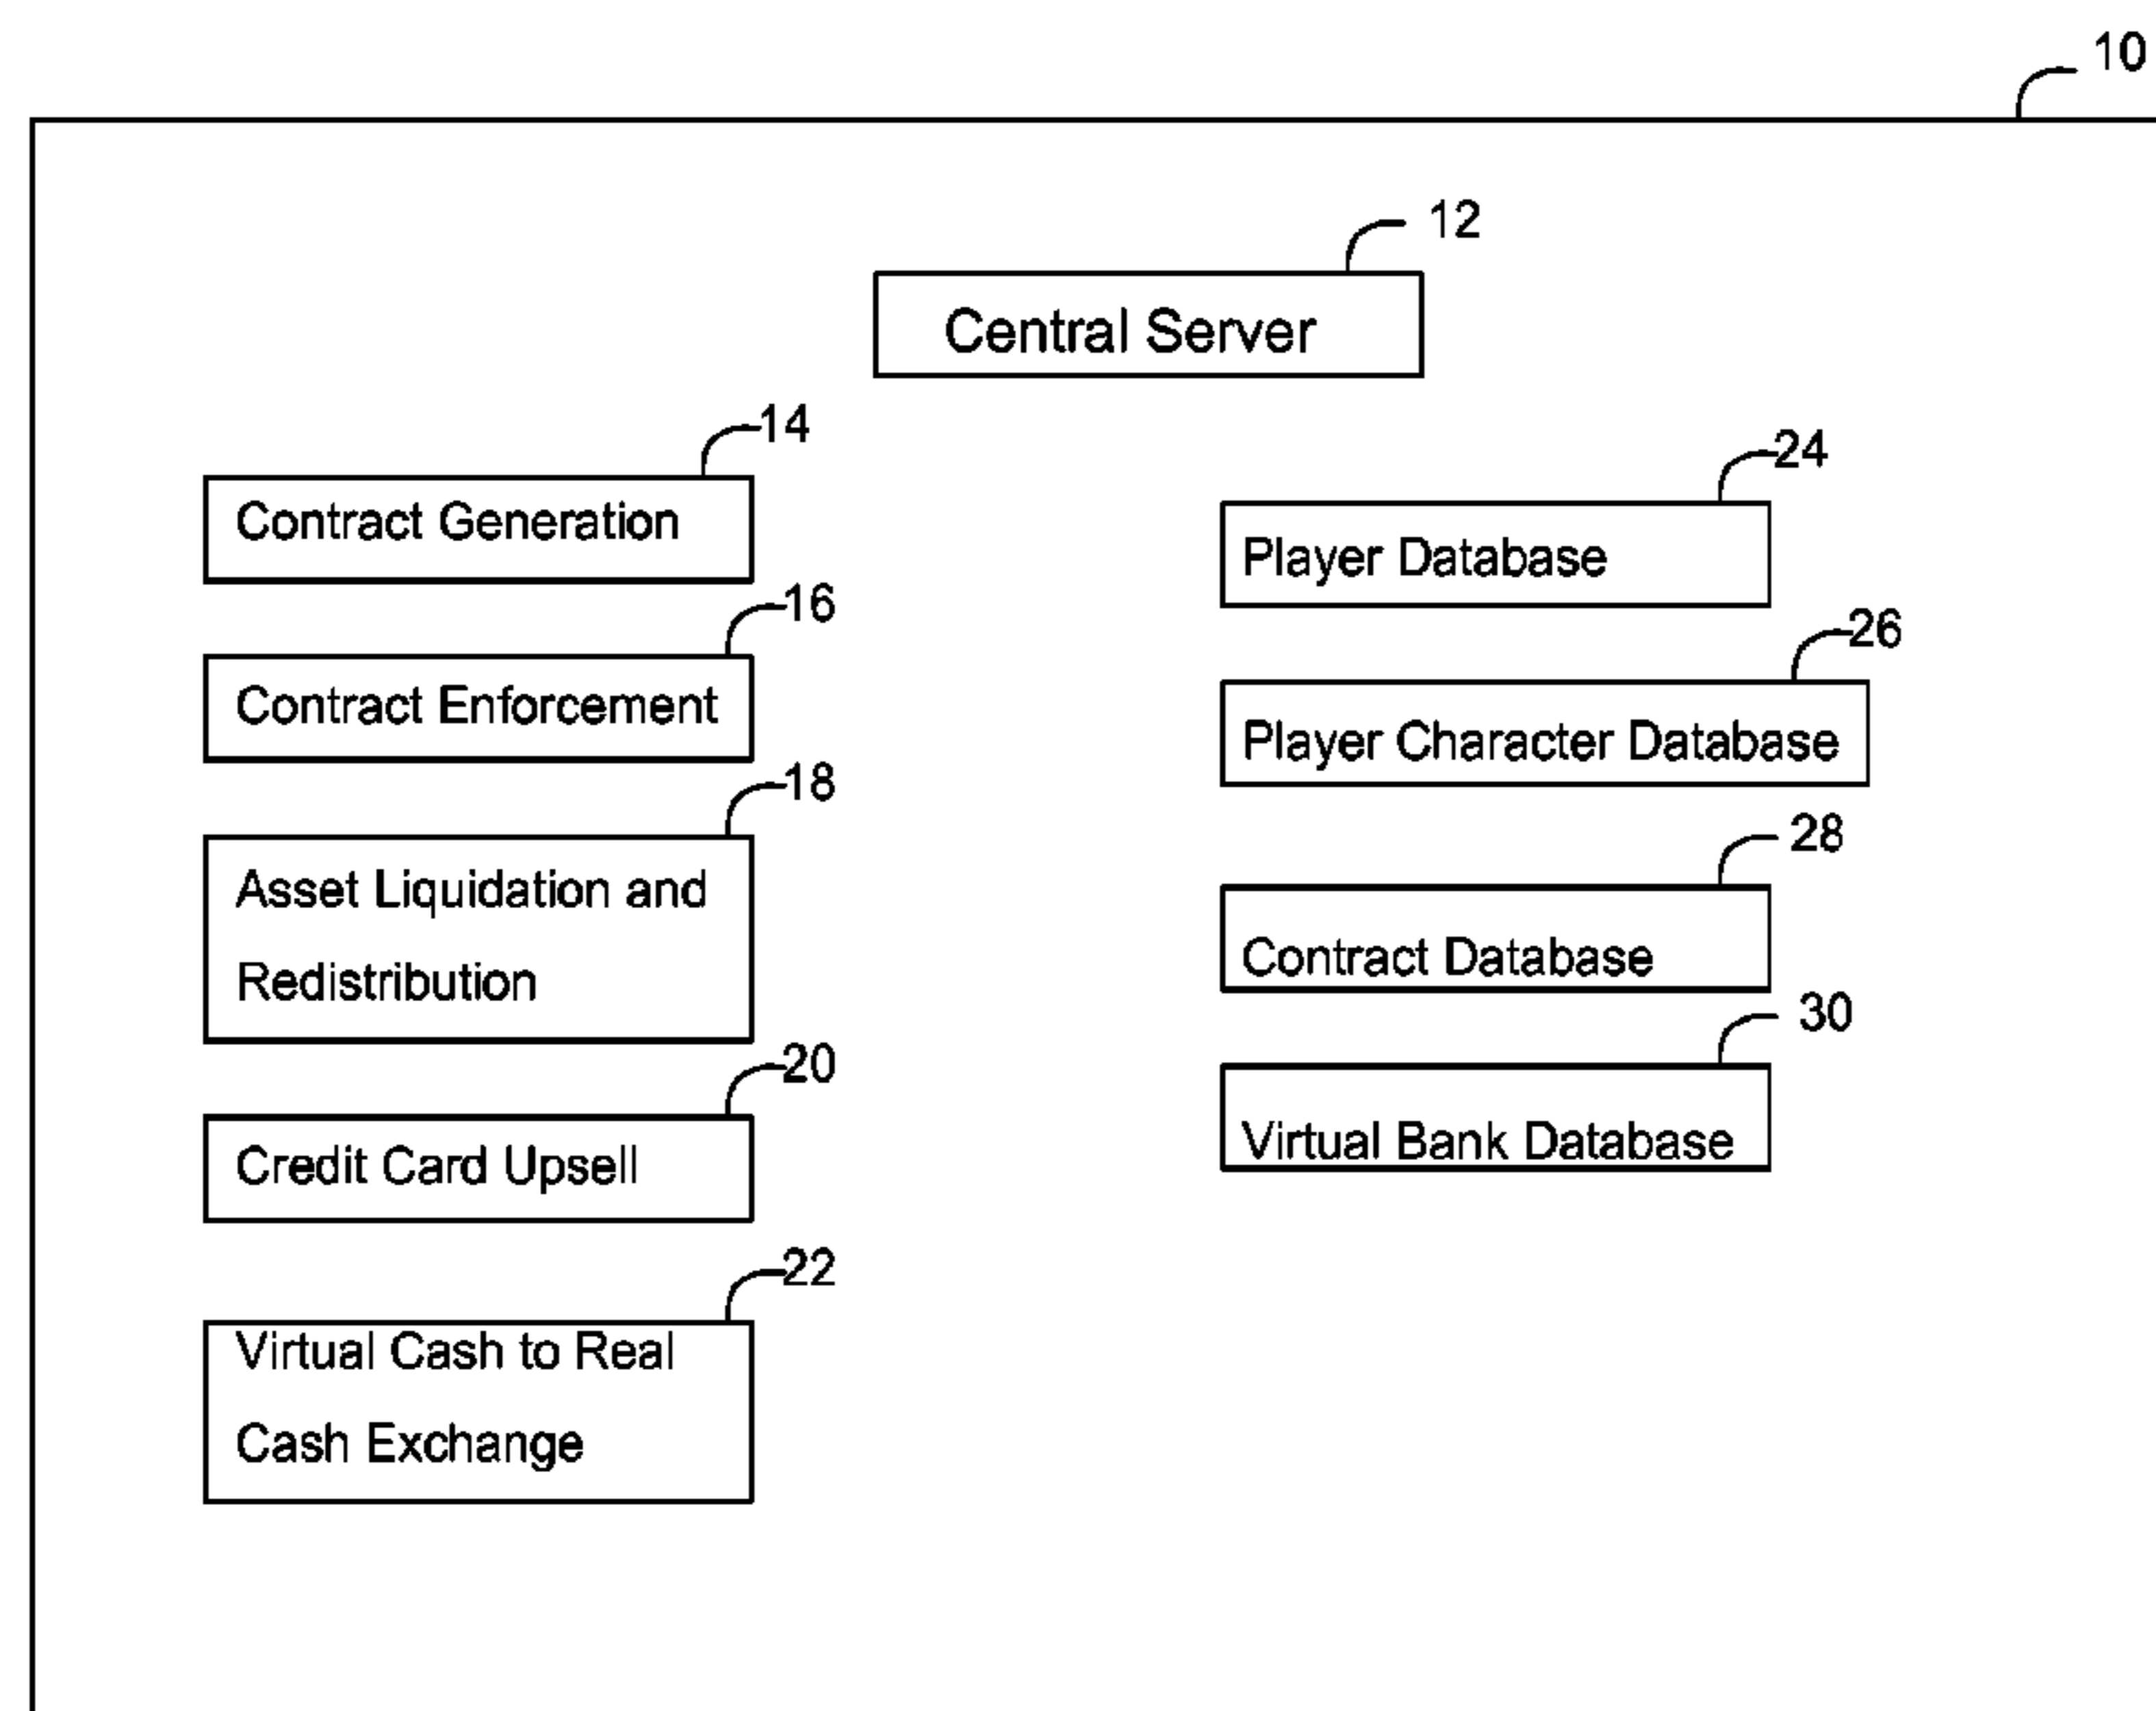 10
12
Central Server
14
Contract Generation
16
Contract Enforcement
18
Asset Liquidation and
Redistribution
20
Credit Card Upsell
22
Virtual Cash to Real
Cash Exchange
24
Player Database
26
Player Character Database
28
Contract Database
30
Virtual Bank Database